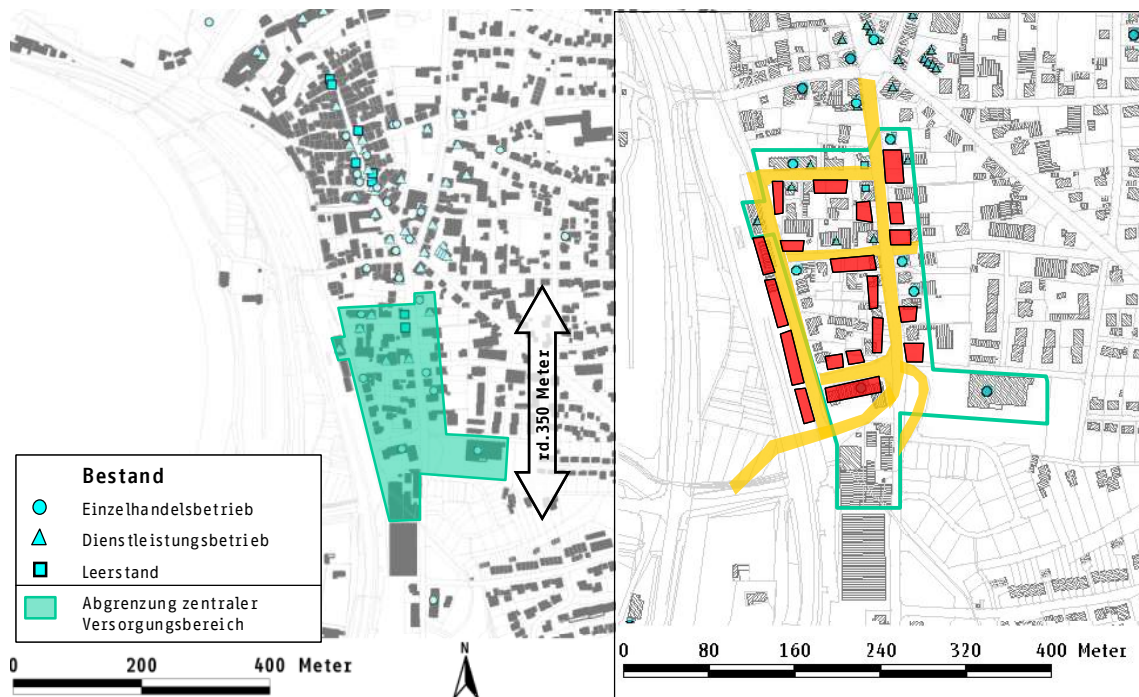 rd.350 Meter
Bestand
Einzelhandelsbetrieb
Dienstleistungsbetrieb
Leerstand
Abgrenzung zentraler
Versorgungsbereich
0 200 400 Meter
N
0 80 160 240 320 400 Meter